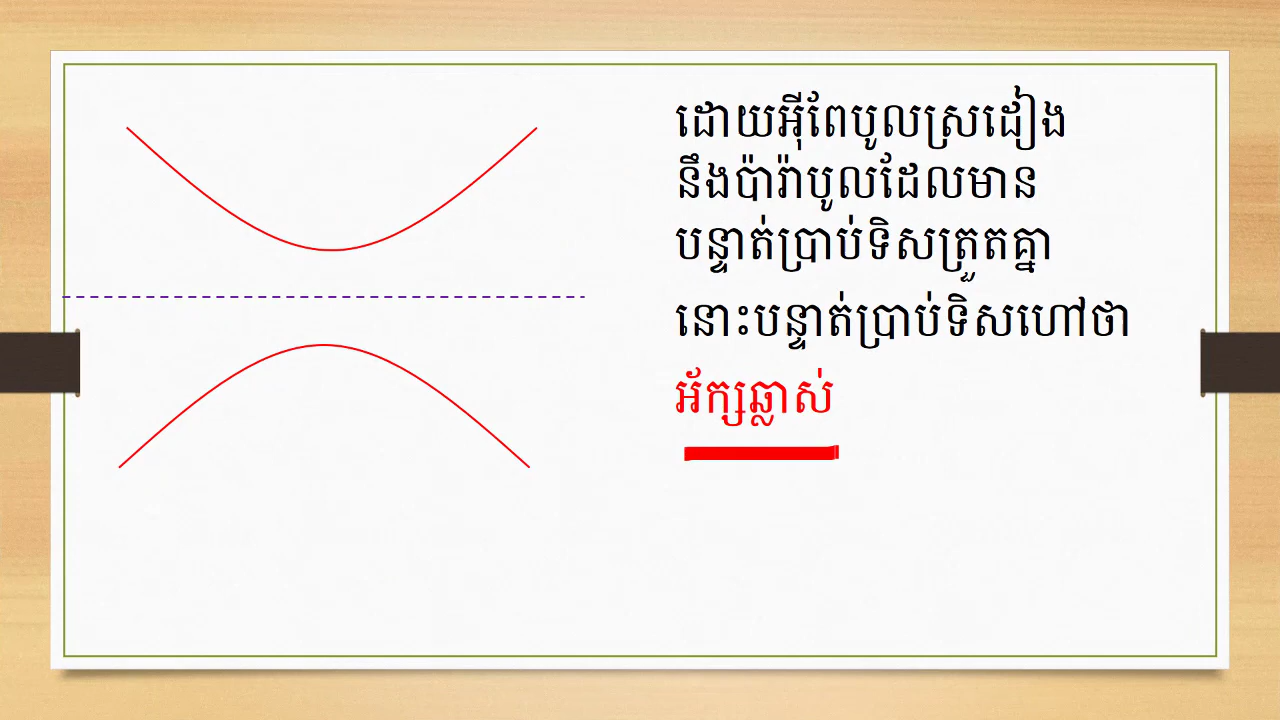 ដោយអ៊ីពែបូលស្រដៀង
នឹងប៉ារ៉ាបូលដែលមាន
បន្ទាត់ប្រាប់ទិសត្រួតគ្នា
នោះបន្ទាត់ប្រាប់ទិសហៅថា
អ័ក្សឆ្លាស់